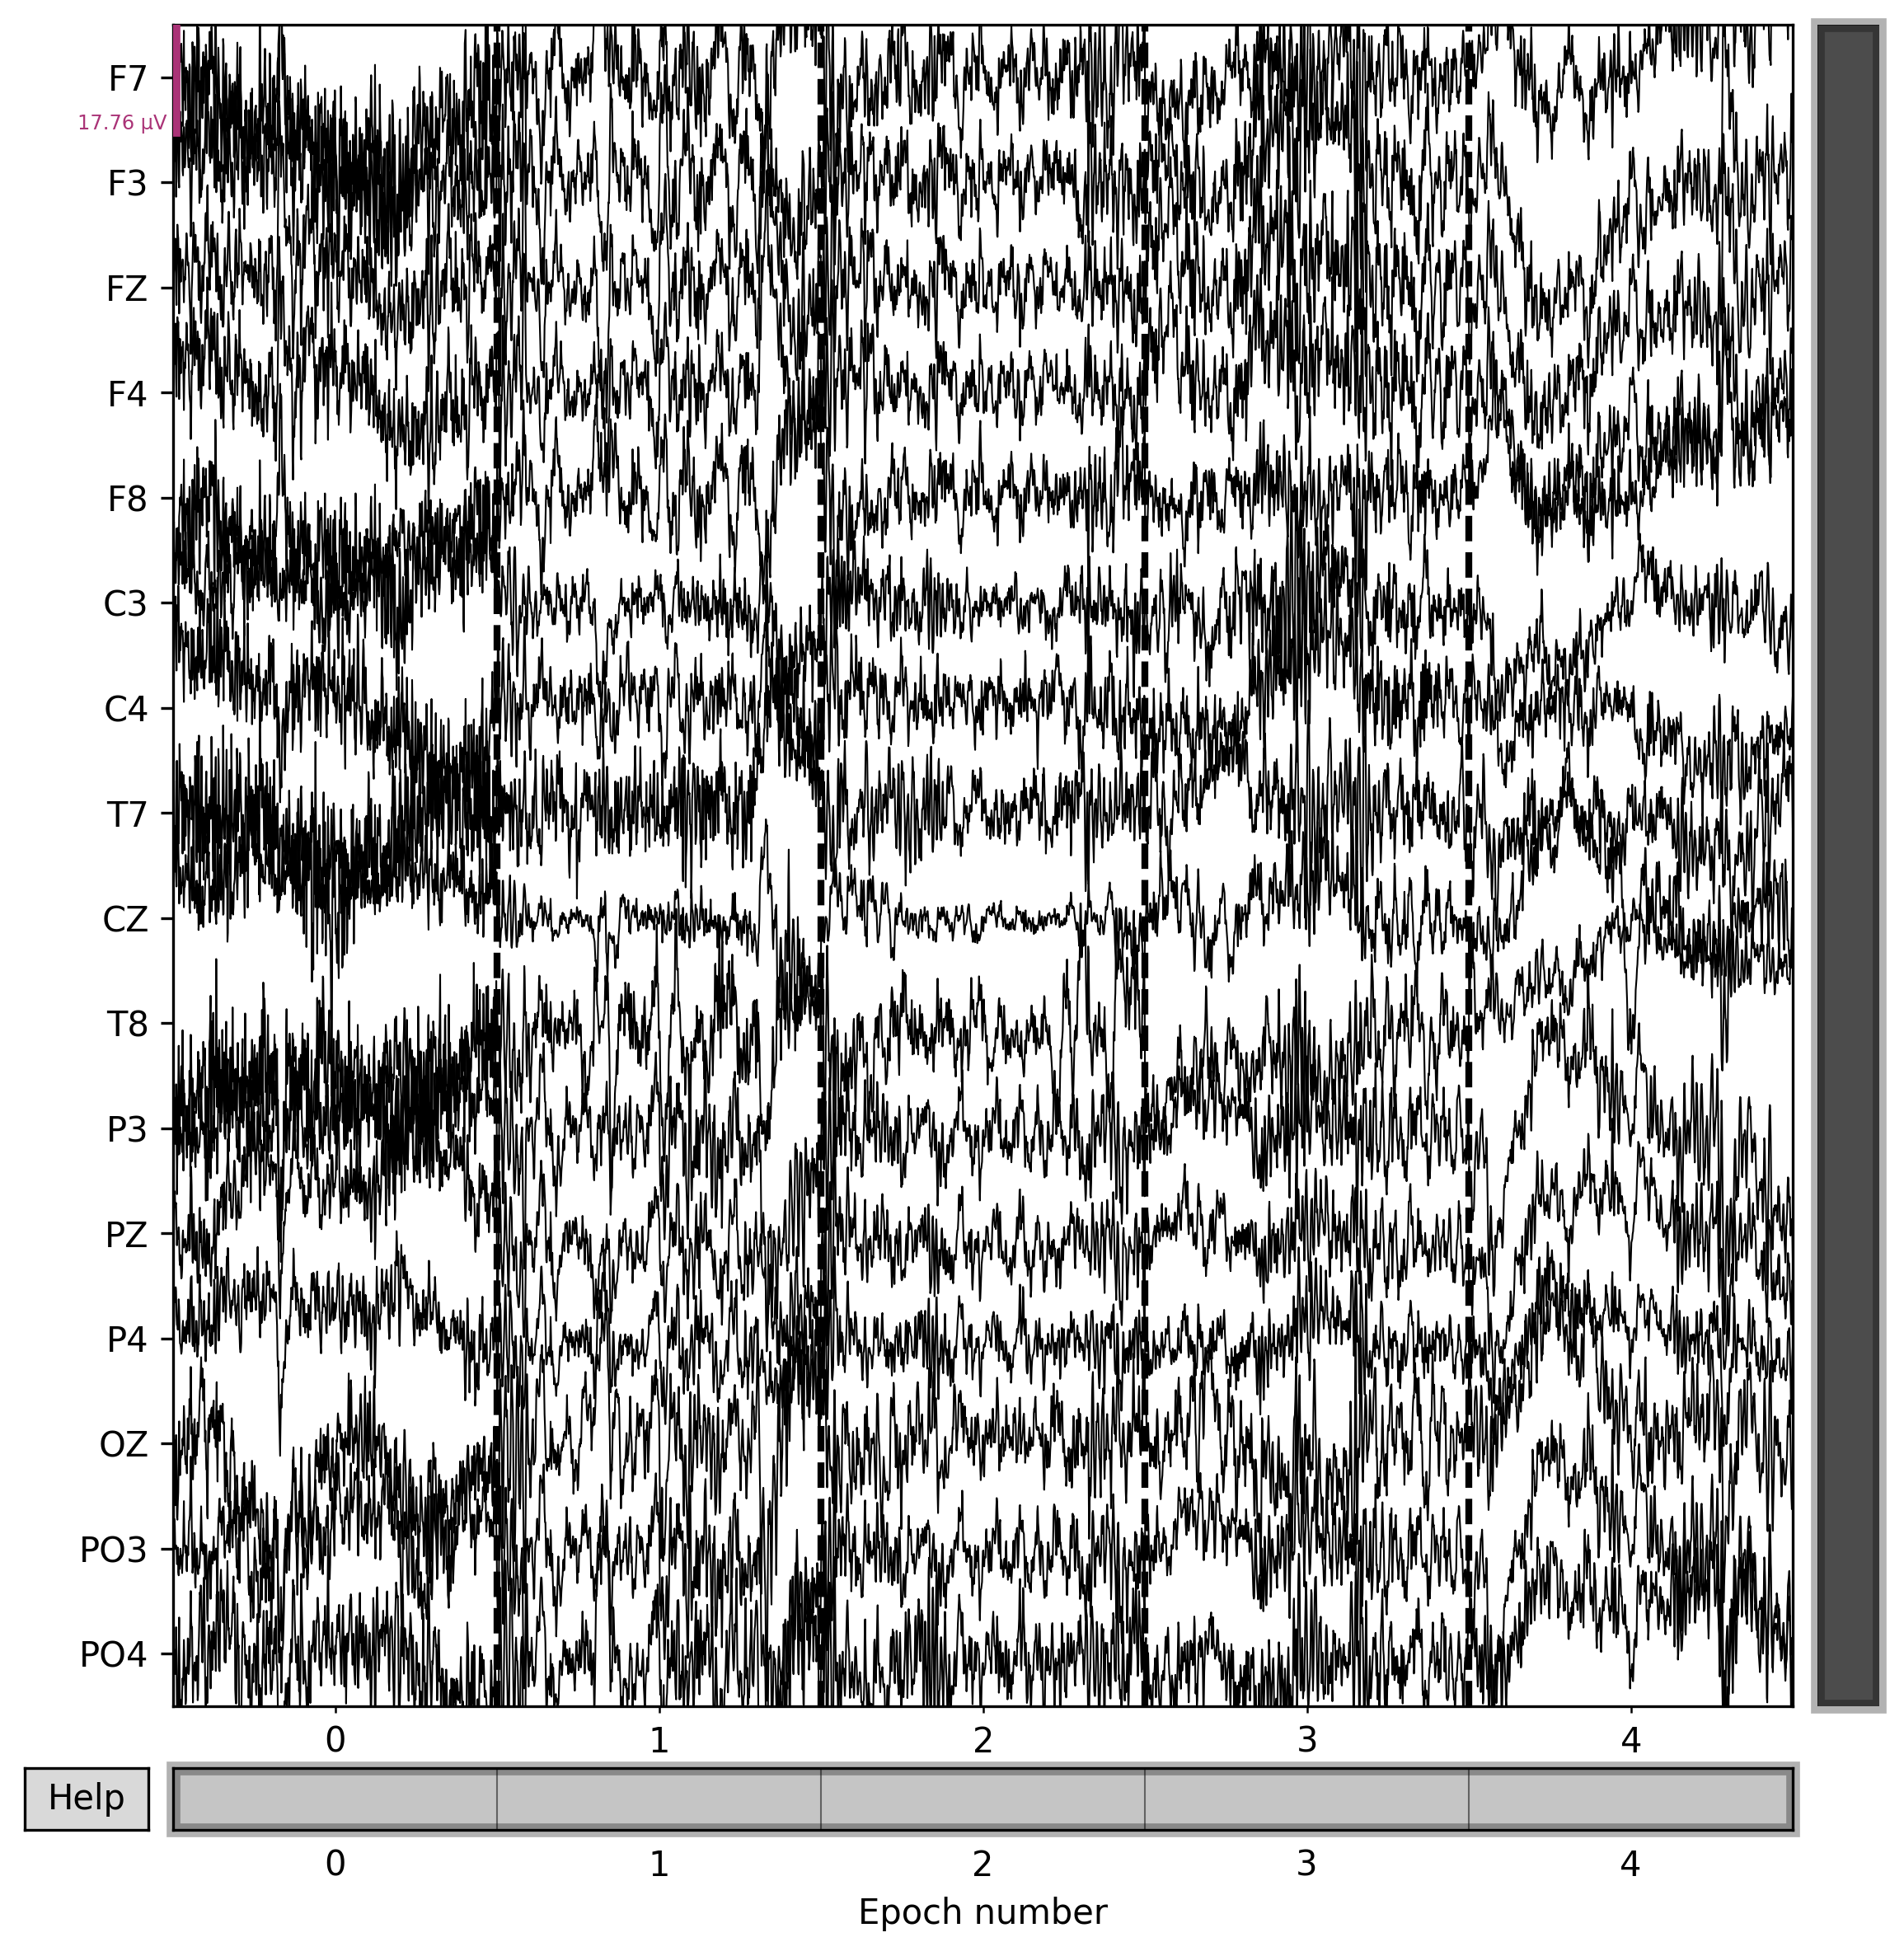 F7
17.76 µV
F3
FZ
F4
F8
C3
C4
T7
CZ
T8
P3
PZ
P4
OZ
PO3
PO4
0 1 2 3 4
Help
0 1 2 3 4
Epoch number